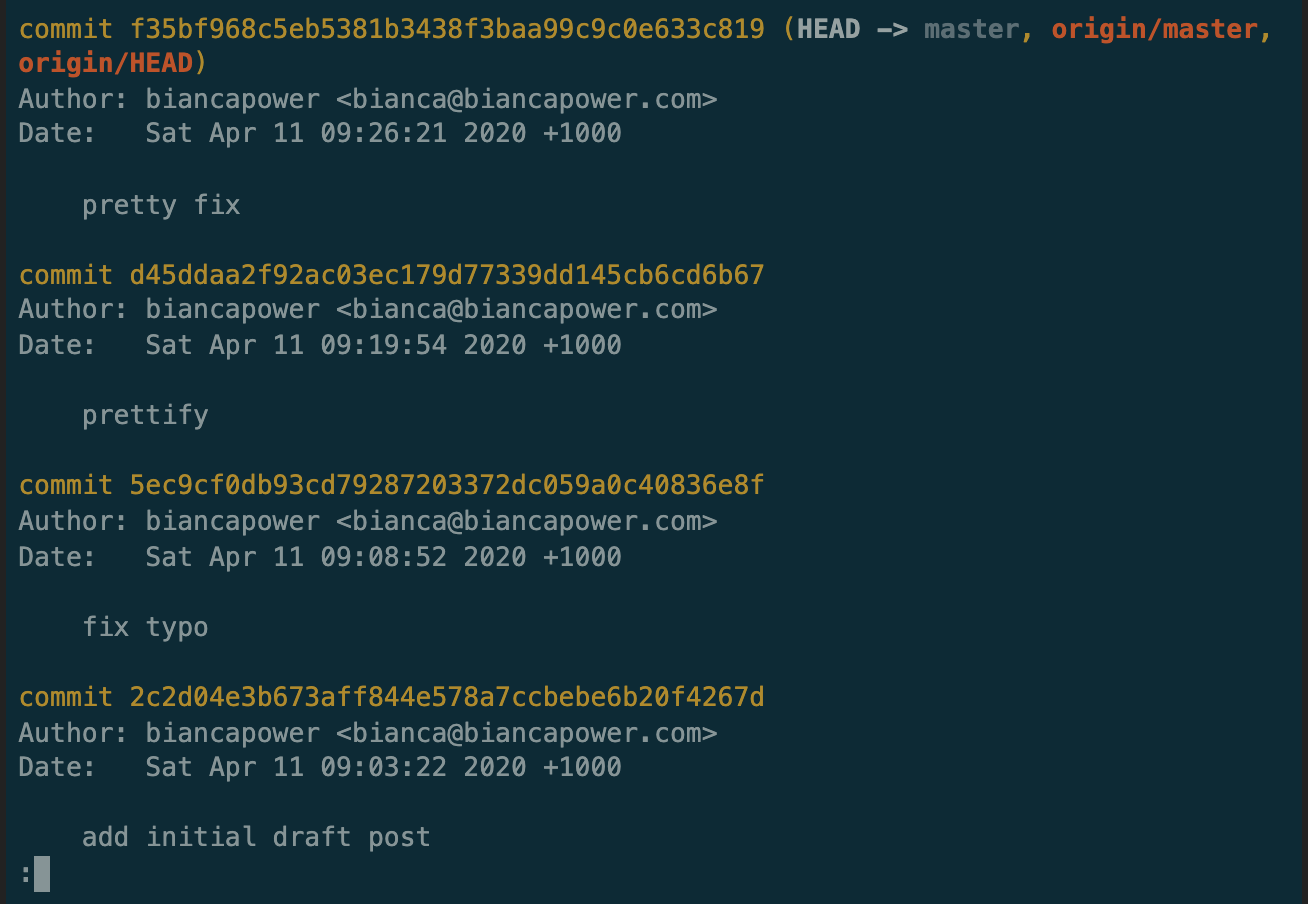 commit f35bf968c5eb5381b3438f3baa99c9c0e633c819 (HEAD -> master, origin/master,
origin/HEAD)
Author: biancapower <bianca@biancapower.com>
Date:   Sat Apr 11 09:26:21 2020 +1000
    pretty fix
commit d45ddaa2f92ac03ec179d77339dd145cb6cd6b67
Author: biancapower <bianca@biancapower.com>
Date:   Sat Apr 11 09:19:54 2020 +1000
    prettify
commit 5ec9cf0db93cd79287203372dc059a0c40836e8f
Author: biancapower <bianca@biancapower.com>
Date:   Sat Apr 11 09:08:52 2020 +1000
    fix typo
commit 2c2d04e3b673aff844e578a7ccbebe6b20f4267d
Author: biancapower <bianca@biancapower.com>
Date:   Sat Apr 11 09:03:22 2020 +1000
    add initial draft post
: